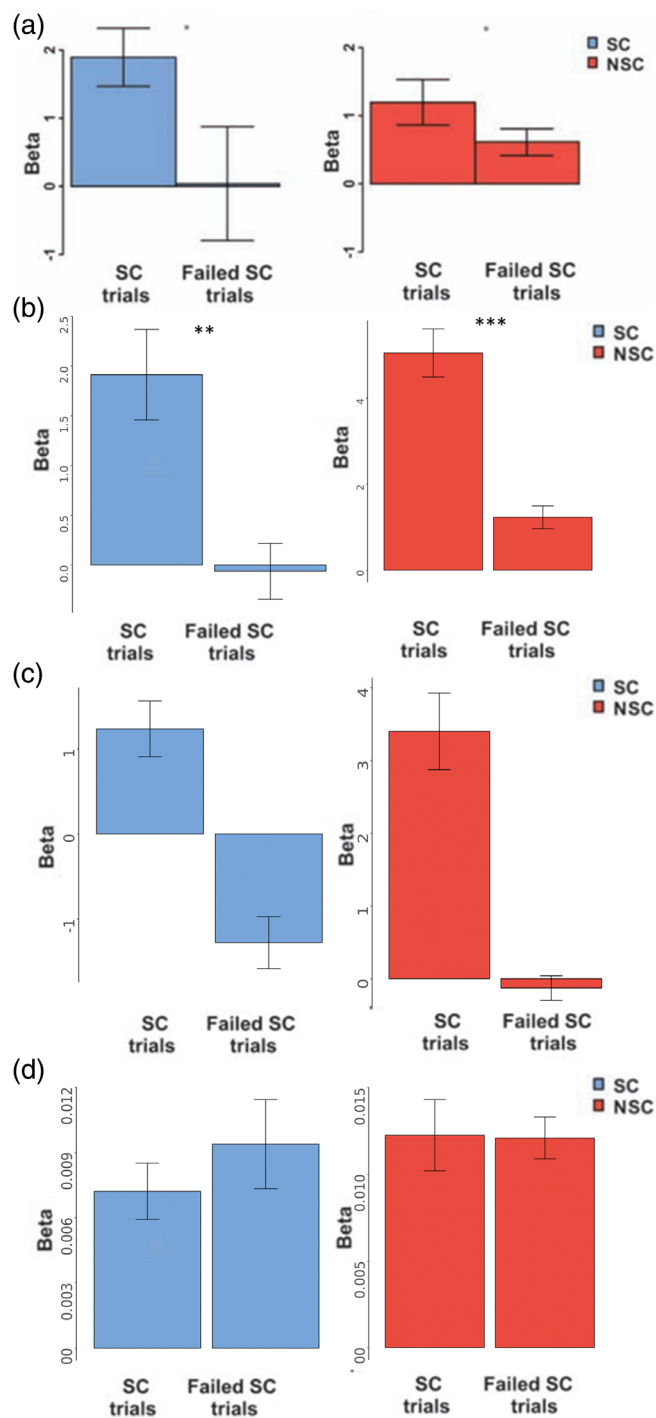 (a)
Beta
2
1
0
-1
SC
trials
Failed SC
trials
Beta
2
1
0
-1
SC
trials
Failed SC
trials
SC
NSC
(b)
Beta
2.5
2.0
1.5
1.0
0.5
0.0
**
SC
trials
Failed SC
trials
Beta
4
2
0
***
SC
trials
Failed SC
trials
SC
NSC
(c)
Beta
1
0
-1
SC
trials
Failed SC
trials
Beta
4
3
2
1
0
SC
trials
Failed SC
trials
SC
NSC
(d)
Beta
0.012
0.009
0.006
0.003
00
SC
trials
Failed SC
trials
Beta
0.015
0.010
0.005
00
SC
trials
Failed SC
trials
SC
NSC